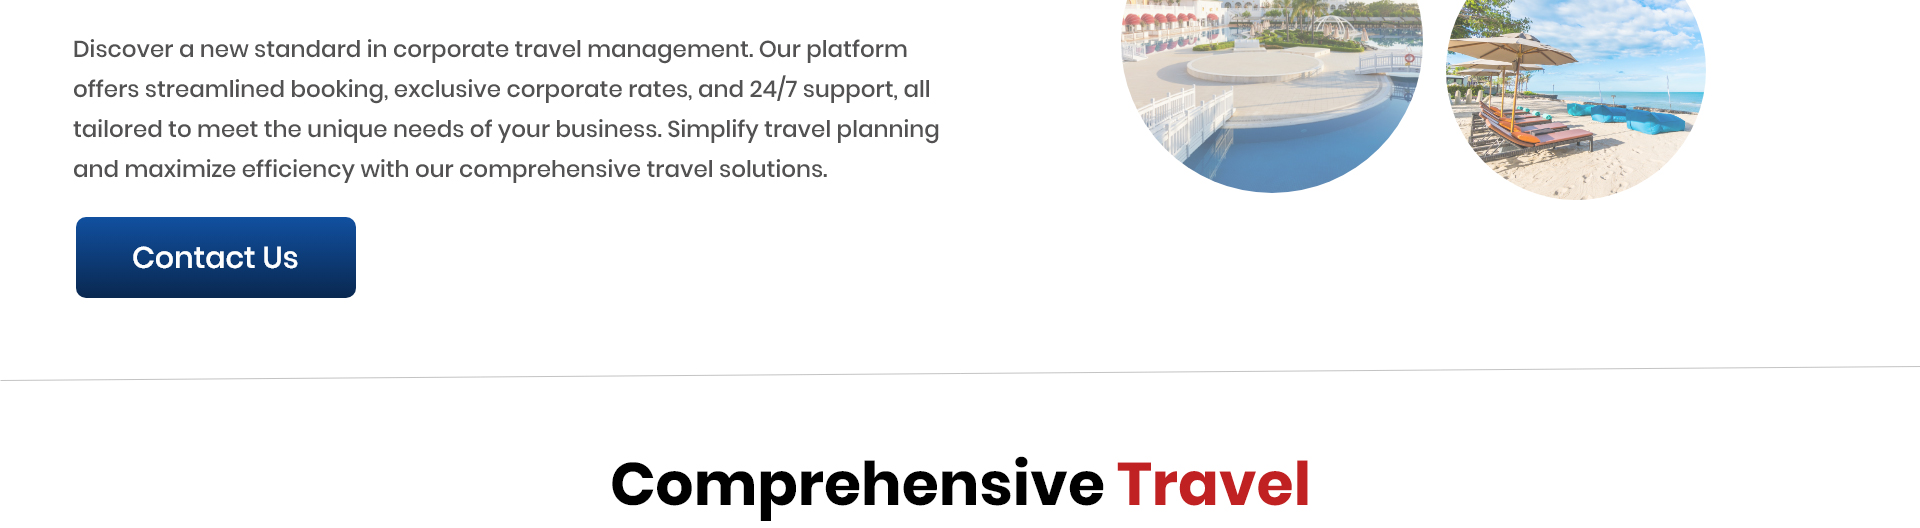 Discover a new standard in corporate travel management. Our platform
offers streamlined booking, exclusive corporate rates, and 24/7 support, all
tailored to meet the unique needs of your business. Simplify travel planning
and maximize efficiency with our comprehensive travel solutions.
Contact Us
Comprehensive Travel